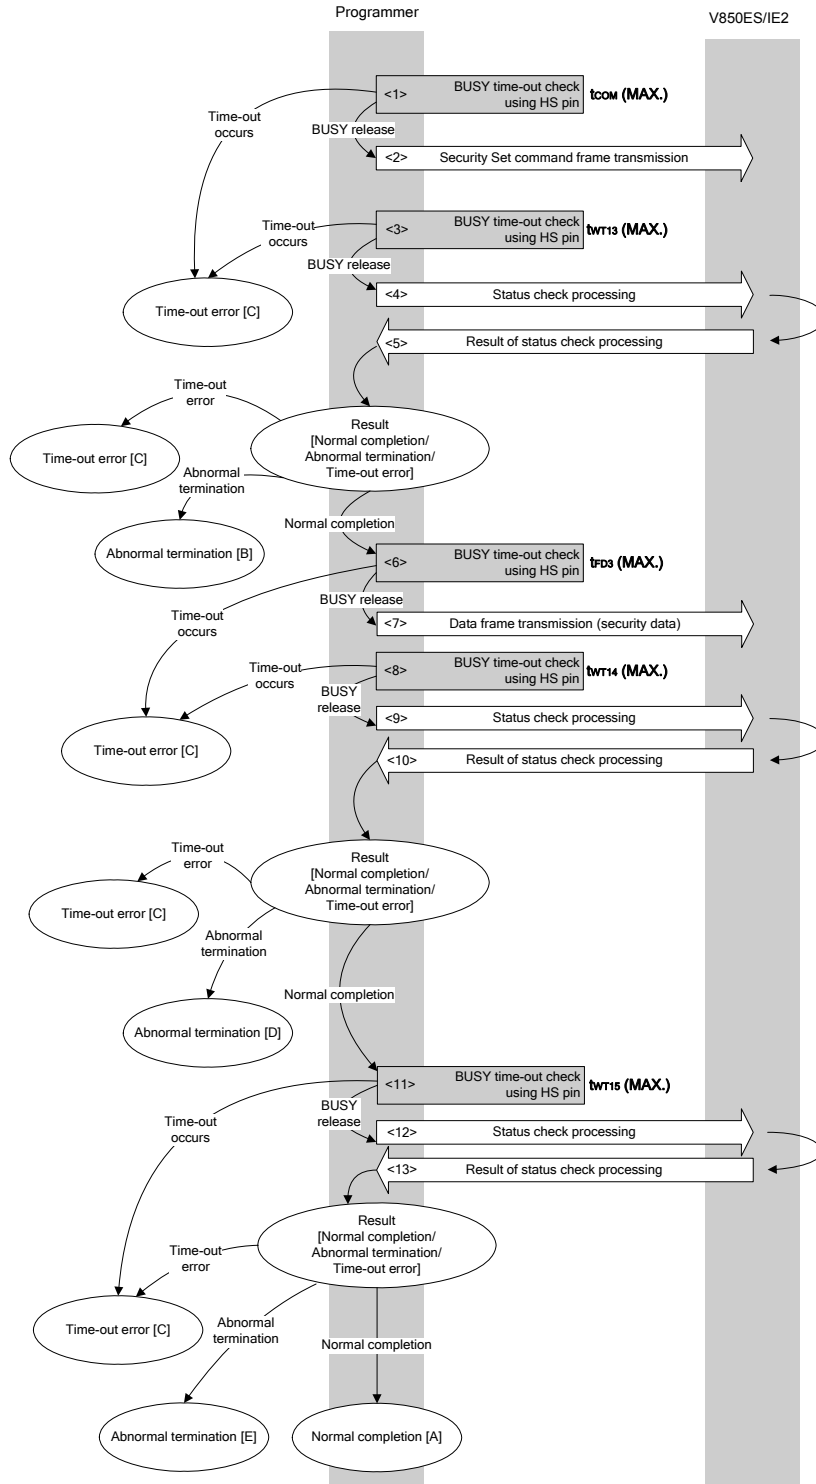 Programmer
V850ES/IE2
<1>
BUSY time-out check
using HS pin
tCOM (MAX.)
Time-out
occurs
BUSY release
<2>
Security Set command frame transmission
<3>
BUSY time-out check
using HS pin
tWT13 (MAX.)
Time-out
occurs
BUSY release
<4>
Status check processing
Time-out error [C]
<5>
Result of status check processing
Time-out
error
Result
[Normal completion/
Abnormal termination/
Time-out error]
Time-out error [C]
Abnormal
termination
Normal completion
Abnormal termination [B]
<6>
BUSY time-out check
using HS pin
tFD3 (MAX.)
BUSY release
Time-out
occurs
<7>
Data frame transmission (security data)
<8>
BUSY time-out check
using HS pin
tWT14 (MAX.)
Time-out
occurs
BUSY
release
<9>
Status check processing
Time-out error [C]
<10>
Result of status check processing
Time-out
error
Result
[Normal completion/
Abnormal termination/
Time-out error]
Time-out error [C]
Abnormal
termination
Normal completion
Abnormal termination [D]
<11>
BUSY time-out check
using HS pin
tWT15 (MAX.)
BUSY
release
Time-out
occurs
<12>
Status check processing
<13>
Result of status check processing
Result
[Normal completion/
Abnormal termination/
Time-out error]
Time-out
error
Time-out error [C]
Abnormal
termination
Normal completion
Abnormal termination [E]
Normal completion [A]